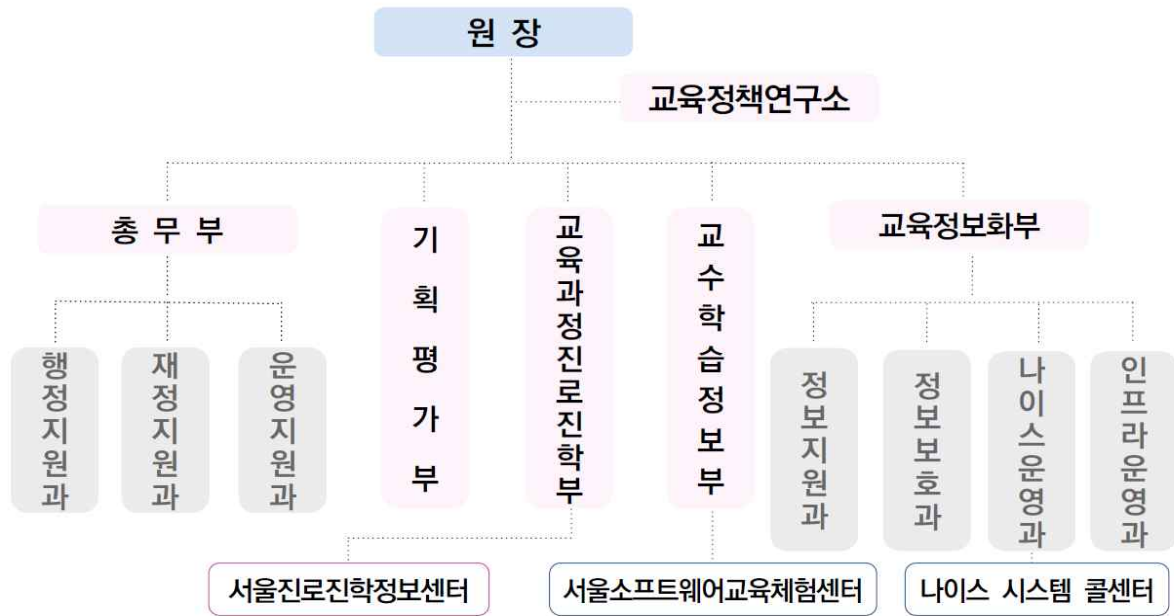 원 장
교육정책연구소
총 무 부
기획평가부
교육과정진로진학부
교수학습정보부
교육정보화부
행정지원과
재정지원과
운영지원과
정보지원과
정보보호과
나이스운영과
인프라운영과
서울진로진학정보센터
서울소프트웨어교육체험센터
나이스 시스템 콜센터